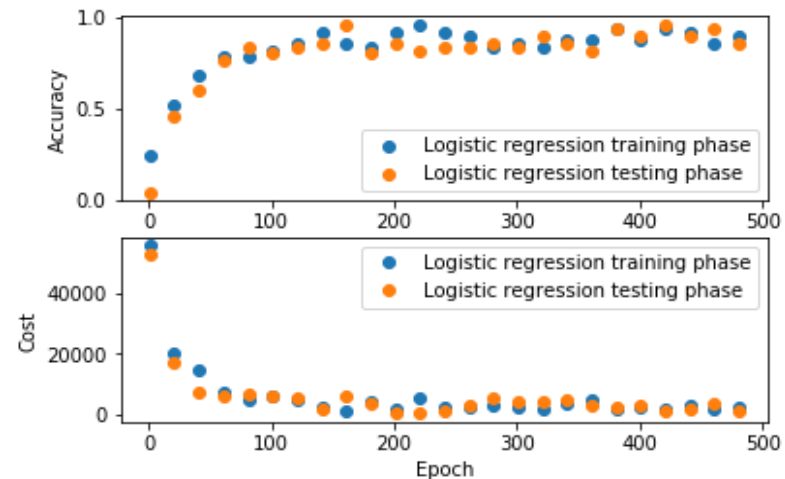 1.0
0.5
0.0
Accuracy
Logistic regression training phase
Logistic regression testing phase
0 100 200 300 400 500
40000
20000
0
Cost
Logistic regression training phase
Logistic regression testing phase
0 100 200 300 400 500
Epoch